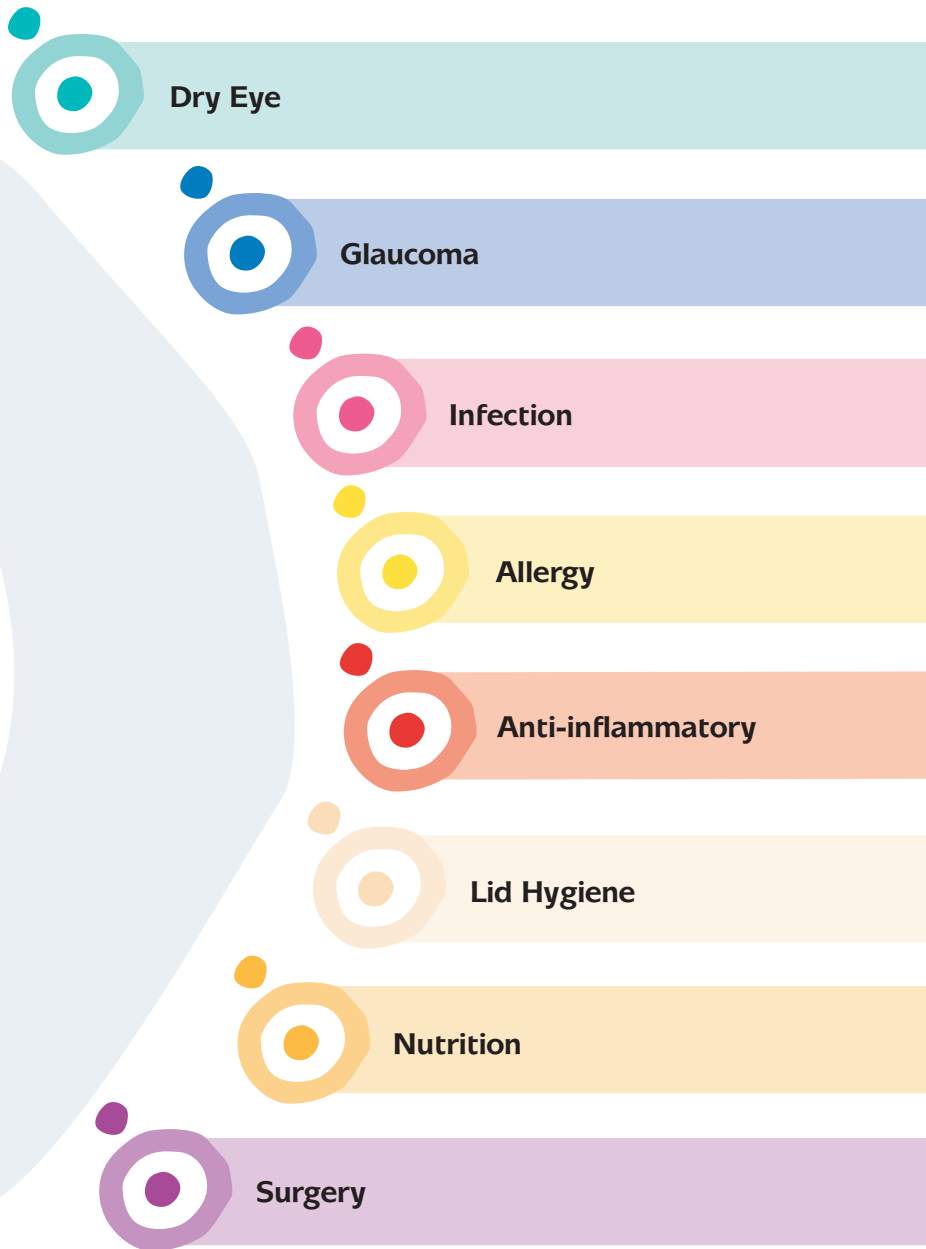 Dry Eye
Glaucoma
Infection
Allergy
Anti-inflammatory
Lid Hygiene
Nutrition
Surgery